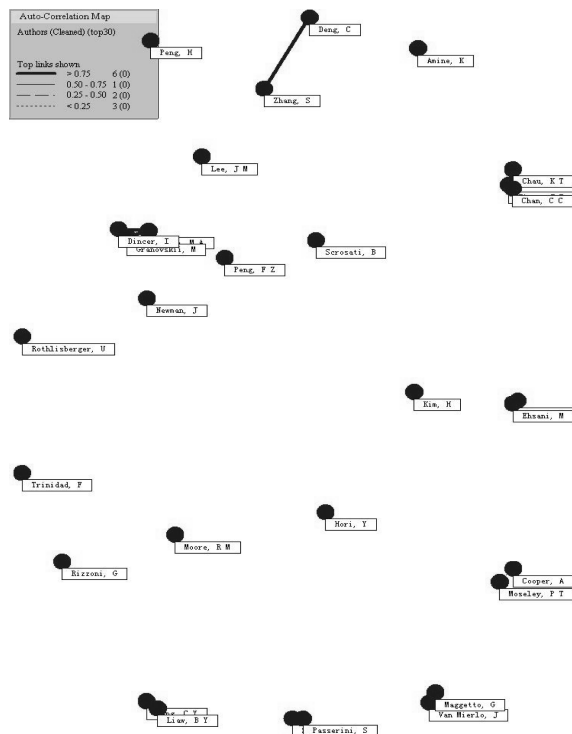 Auto-Correlation Map
Authors (Cleaned) (top30)
Top links shown
> 0.75 6 (0)
0.50 - 0.75 1 (0)
0.25 - 0.50 2 (0)
< 0.25 3 (0)
Peng, H
Deng, C
Amine, K
Zhang, S
Lee, J M
Chau, K T
Chan, C C
Dincer, I
M A
Granovskii, M
Scrosati, B
Peng, F Z
Newman, J
Rothlisberger, U
Kim, H
Ehsani, M
Trinidad, F
Hori, Y
Moore, R M
Rizzoni, G
Cooper, A
Moseley, P T
Maggetto, G
Van Mierlo, J
C Y
Liaw, B Y
Passerini, S